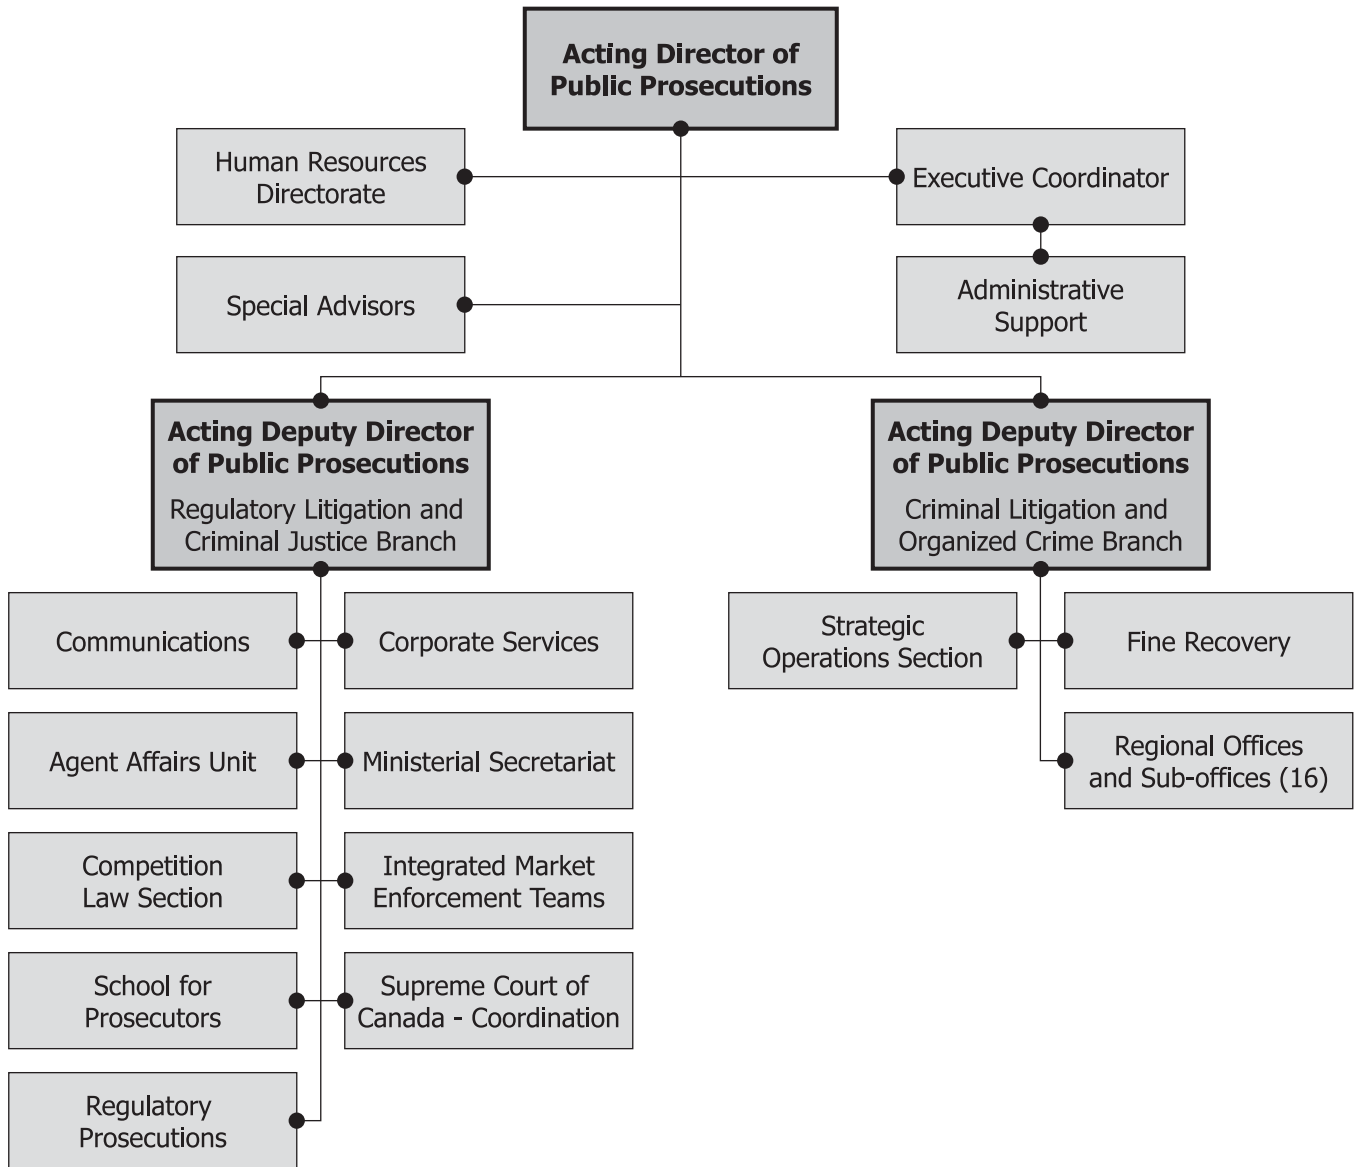 Acting Director of
Public Prosecutions
Human Resources
Directorate
Executive Coordinator
Special Advisors
Administrative
Support
Acting Deputy Director
of Public Prosecutions
Regulatory Litigation and
Criminal Justice Branch
Acting Deputy Director
of Public Prosecutions
Criminal Litigation and
Organized Crime Branch
Communications
Corporate Services
Agent Affairs Unit
Ministerial Secretariat
Competition
Law Section
Integrated Market
Enforcement Teams
School for
Prosecutors
Supreme Court of
Canada - Coordination
Regulatory
Prosecutions
Strategic
Operations Section
Fine Recovery
Regional Offices
and Sub-offices (16)